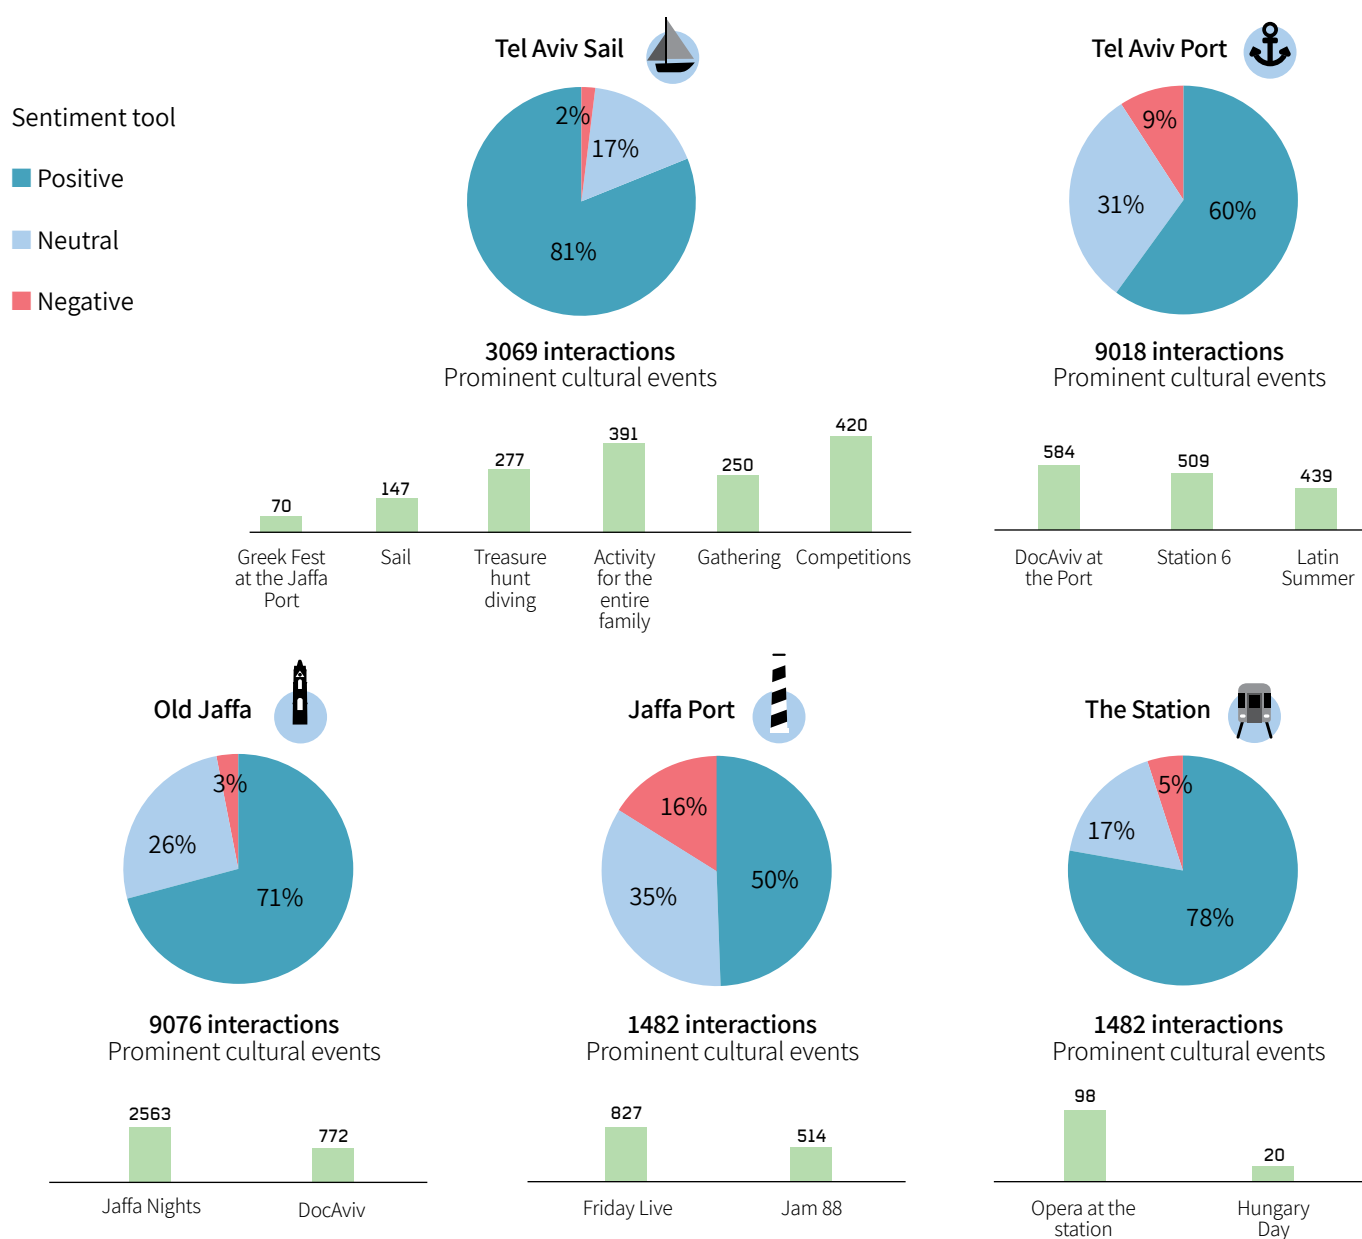 Tel Aviv Sail
Tel Aviv Port
Sentiment tool
Positive
Neutral
Negative
2%
17%
81%
9%
31%
60%
3069 interactions
Prominent cultural events
9018 interactions
Prominent cultural events
70
147
277
391
250
420
Greek Fest
at the Jaffa
Port
Sail
Treasure
hunt
diving
Activity
for the
entire
family
Gathering
Competitions
584
509
439
DocAviv at
the Port
Station 6
Latin
Summer
Old Jaffa
Jaffa Port
The Station
3%
26%
71%
16%
35%
50%
5%
17%
78%
9076 interactions
Prominent cultural events
1482 interactions
Prominent cultural events
1482 interactions
Prominent cultural events
2563
772
Jaffa Nights
DocAviv
827
514
Friday Live
Jam 88
98
20
Opera at the
station
Hungary
Day